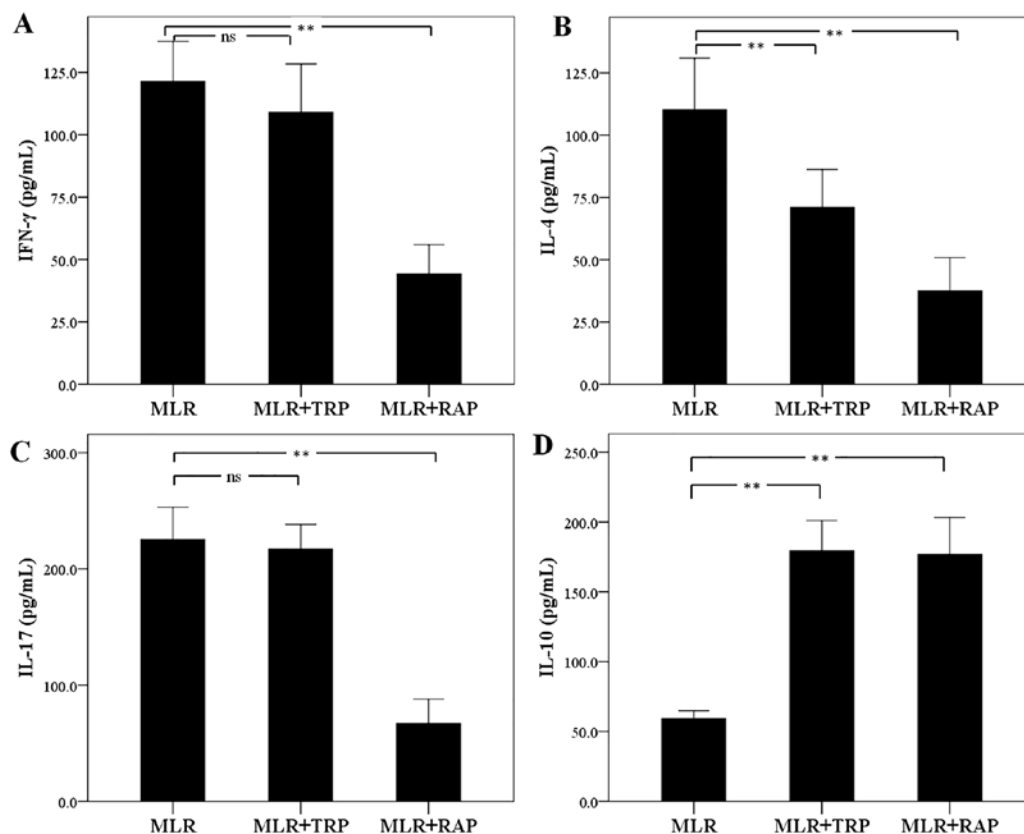 A
**
ns
IFN-γ (pg/mL)
125.0
100.0
75.0
50.0
25.0
0.0
MLR MLR+TRP MLR+RAP
B
**
**
IL-4 (pg/mL)
125.0
100.0
75.0
50.0
25.0
0.0
MLR MLR+TRP MLR+RAP
C
**
ns
IL-17 (pg/mL)
300.0
200.0
100.0
0.0
MLR MLR+TRP MLR+RAP
D
**
**
IL-10 (pg/mL)
250.0
200.0
150.0
100.0
50.0
0.0
MLR MLR+TRP MLR+RAP